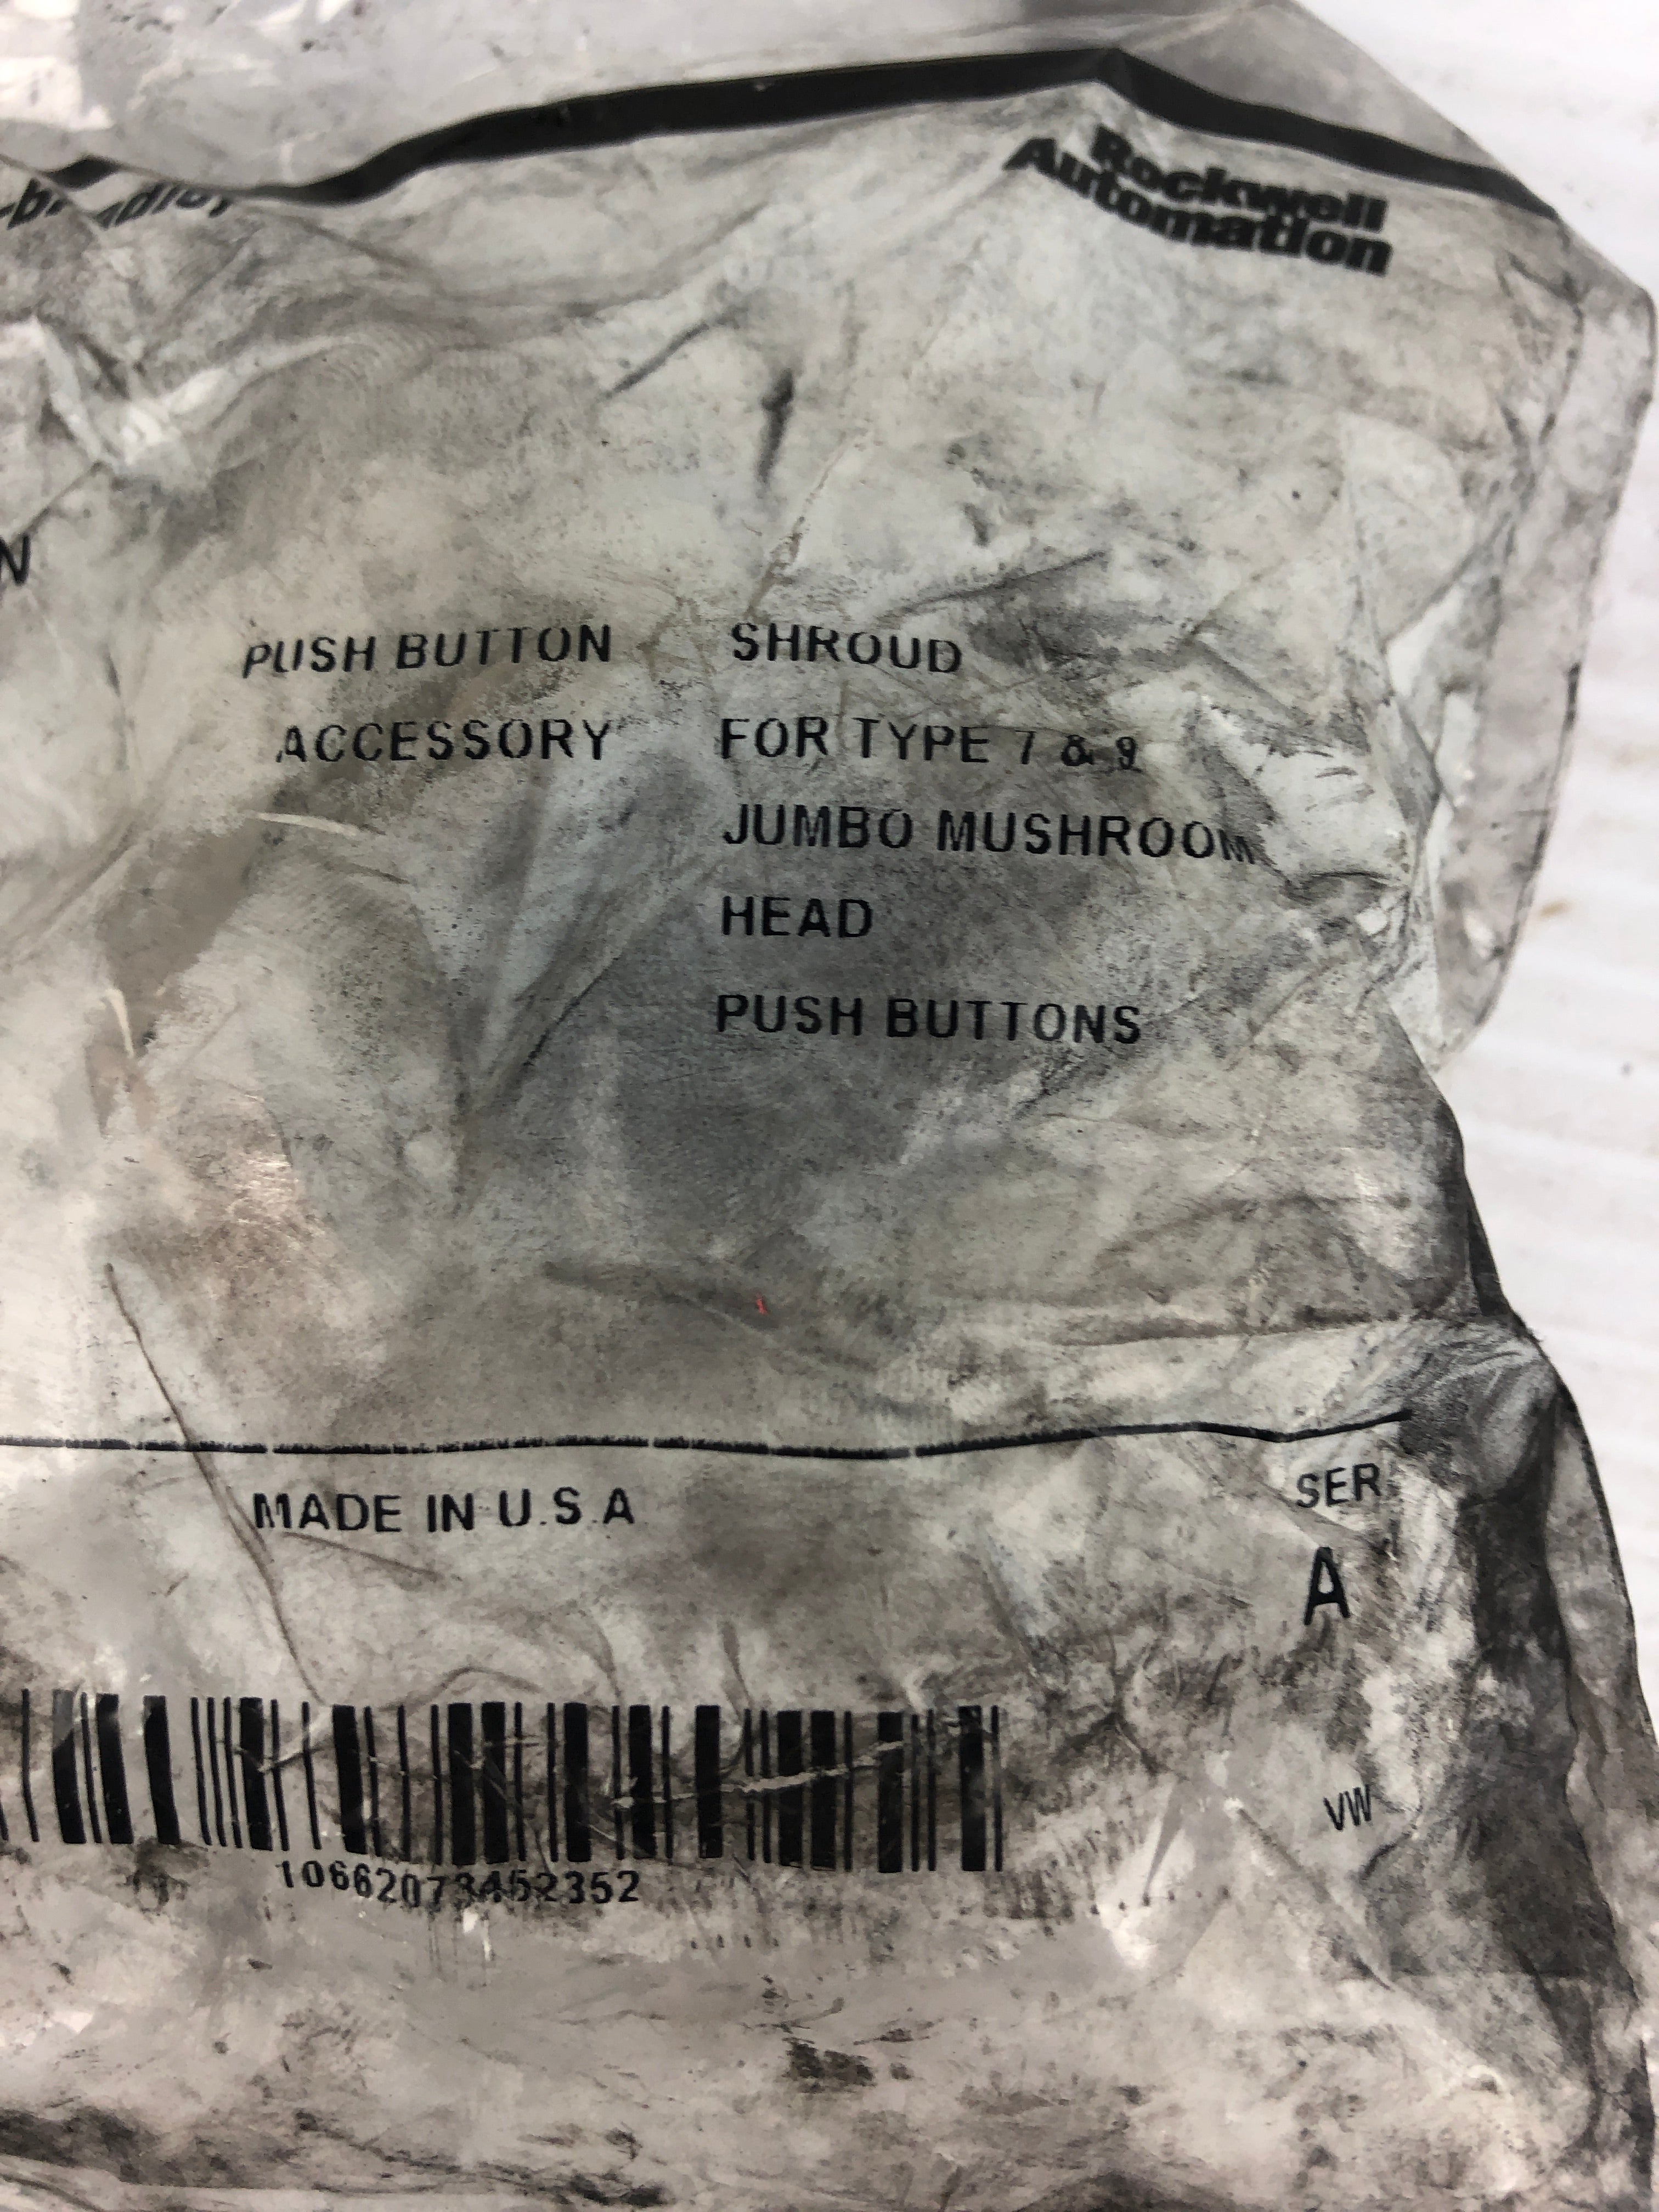 Rockwell
Automation
PUSH BUTTON SHROUD
ACCESSORY FOR TYPE 7 & 9
JUMBO MUSHROOM
HEAD
PUSH BUTTONS
MADE IN U.S.A
SER
A
VW
10662073452352